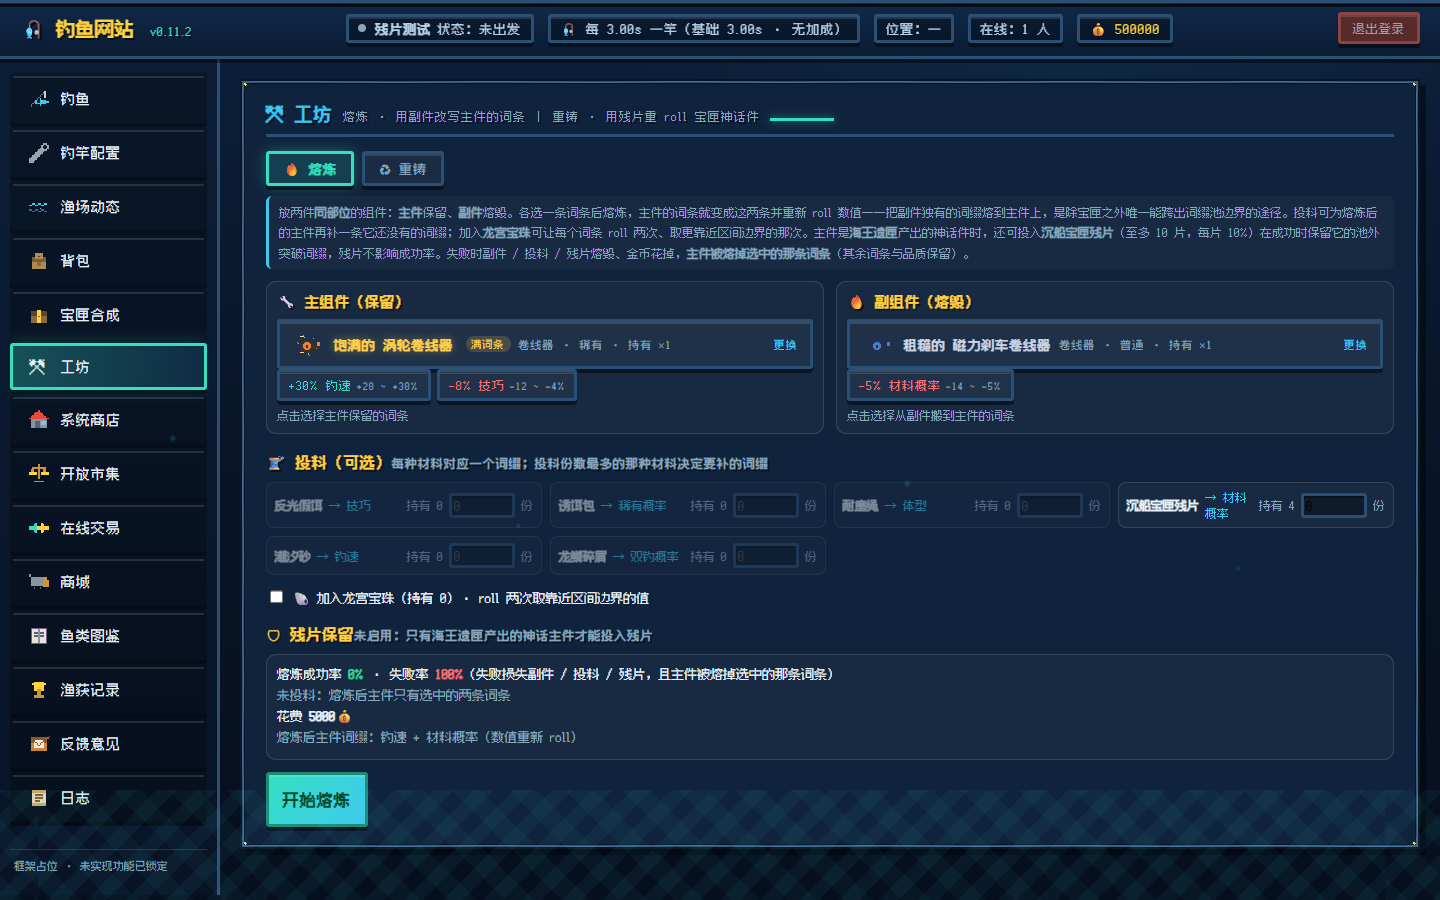 钓鱼网站 v0.11.2
残片测试 状态：未出发
每 3.00s 一竿（基础 3.00s · 无加成）
位置：一
在线：1 人
500000
退出登录
钓鱼
钓竿配置
渔场动态
背包
宝匣合成
工坊
系统商店
开放市集
在线交易
商城
鱼类图鉴
渔获记录
反馈意见
日志
框架占位 · 未实现功能已锁定
工坊 熔炼 · 用副件改写主件的词条 | 重铸 · 用残片重 roll 宝匣神话件
熔炼
重铸
放两件同部位的组件：主件保留、副件熔毁。各选一条词条后熔炼，主件的词条就变成这两条并重新 roll 数值——把副件独有的词缀熔到主件上，是除宝匣之外唯一能跨出词缀池边界的途径。投料可为熔炼后
的主件再补一条它还没有的词缀；加入龙宫宝珠可让每个词条 roll 两次、取更靠近区间边界的那次。主件是海王遗匣产出的神话件时，还可投入沉船宝匣残片（至多 10 片，每片 10%）在成功时保留它的池外
突破词缀，残片不影响成功率。失败时副件 / 投料 / 残片熔毁、金币花掉，主件被熔掉选中的那条词条（其余词条与品质保留）。
主组件（保留）
饱满的 涡轮卷线器 满词条 卷线器 · 稀有 · 持有 ×1 更换
+30% 钓速 +28 ~ +38%
-8% 技巧 -12 ~ -4%
点击选择主件保留的词条
副组件（熔毁）
粗糙的 磁力刹车卷线器 卷线器 · 普通 · 持有 ×1 更换
-5% 材料概率 -14 ~ -5%
点击选择从副件搬到主件的词条
投料（可选）每种材料对应一个词缀；投料份数最多的那种材料决定要补的词缀
反光假饵 → 技巧 持有 0 0 份
诱饵包 → 稀有概率 持有 0 0 份
耐磨绳 → 体型 持有 0 0 份
沉船宝匣残片 → 材料概率 持有 4 0 份
潮汐砂 → 钓速 持有 0 0 份
龙鳞碎屑 → 双钓概率 持有 0 0 份
加入龙宫宝珠（持有 0）· roll 两次取靠近区间边界的值
残片保留未启用：只有海王遗匣产出的神话主件才能投入残片
熔炼成功率 0% · 失败率 100%（失败损失副件 / 投料 / 残片，且主件被熔掉选中的那条词条）
未投料：熔炼后主件只有选中的两条词条
花费 5000
熔炼后主件词缀：钓速 + 材料概率（数值重新 roll）
开始熔炼